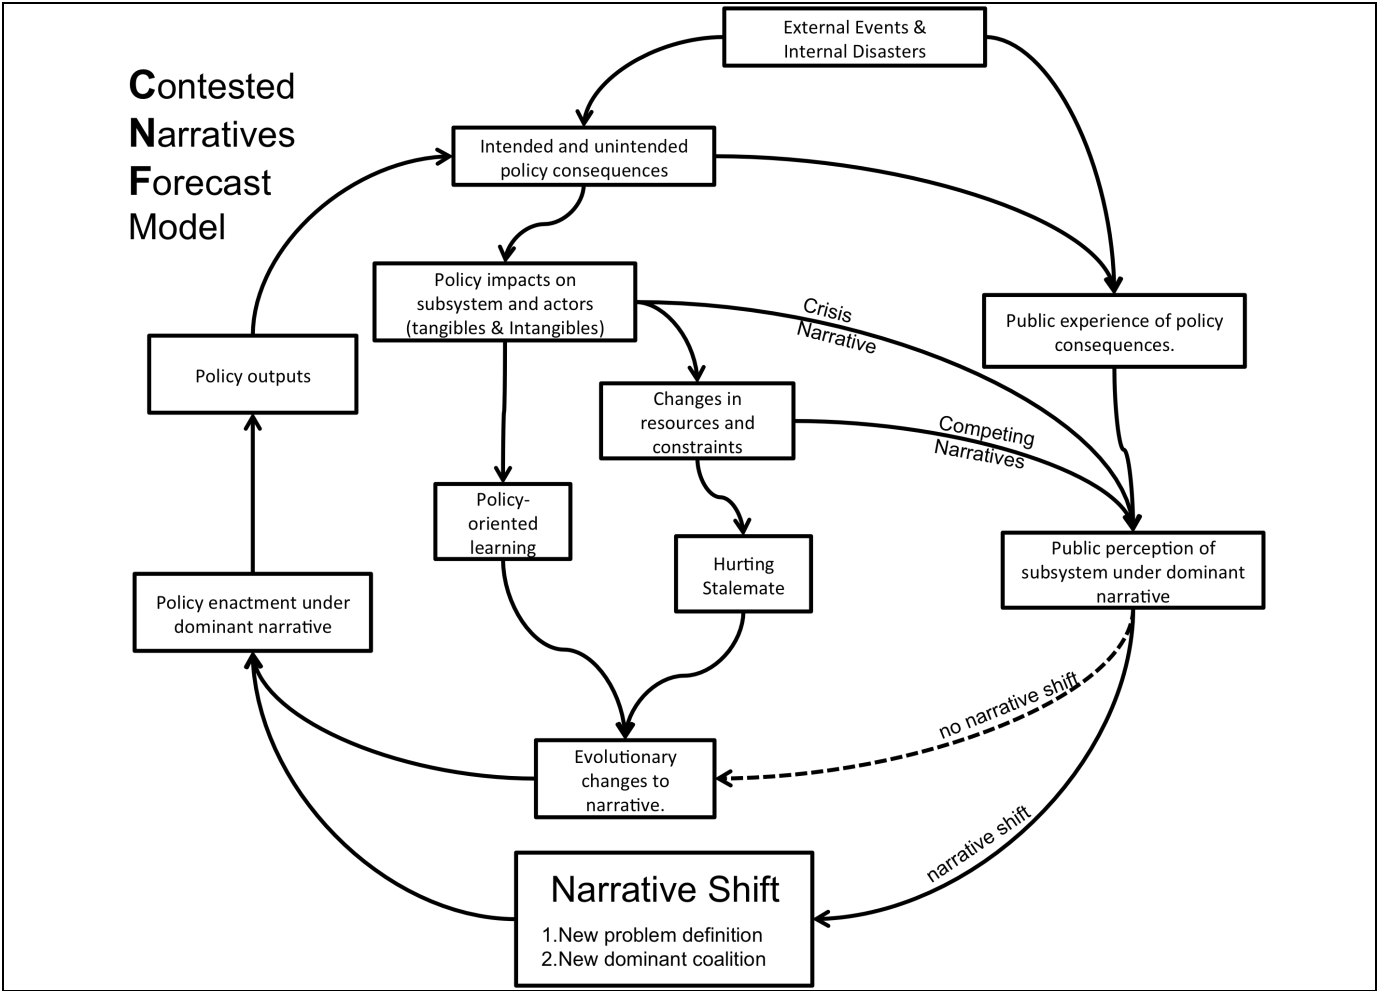 External Events &
Internal Disasters
Contested
Narratives
Forecast
Model
Intended and unintended
policy consequences
Policy impacts on
subsystem and actors
(tangibles & Intangibles)
Crisis
Narrative
Public experience of policy
consequences.
Policy outputs
Changes in
resources and
constraints
Competing
Narratives
Policy-
oriented
learning
Hurting
Stalemate
Public perception of
subsystem under dominant
narrative
Policy enactment under
dominant narrative
no narrative shift
Evolutionary
changes to
narrative.
narrative shift
Narrative Shift
1.New problem definition
2.New dominant coalition